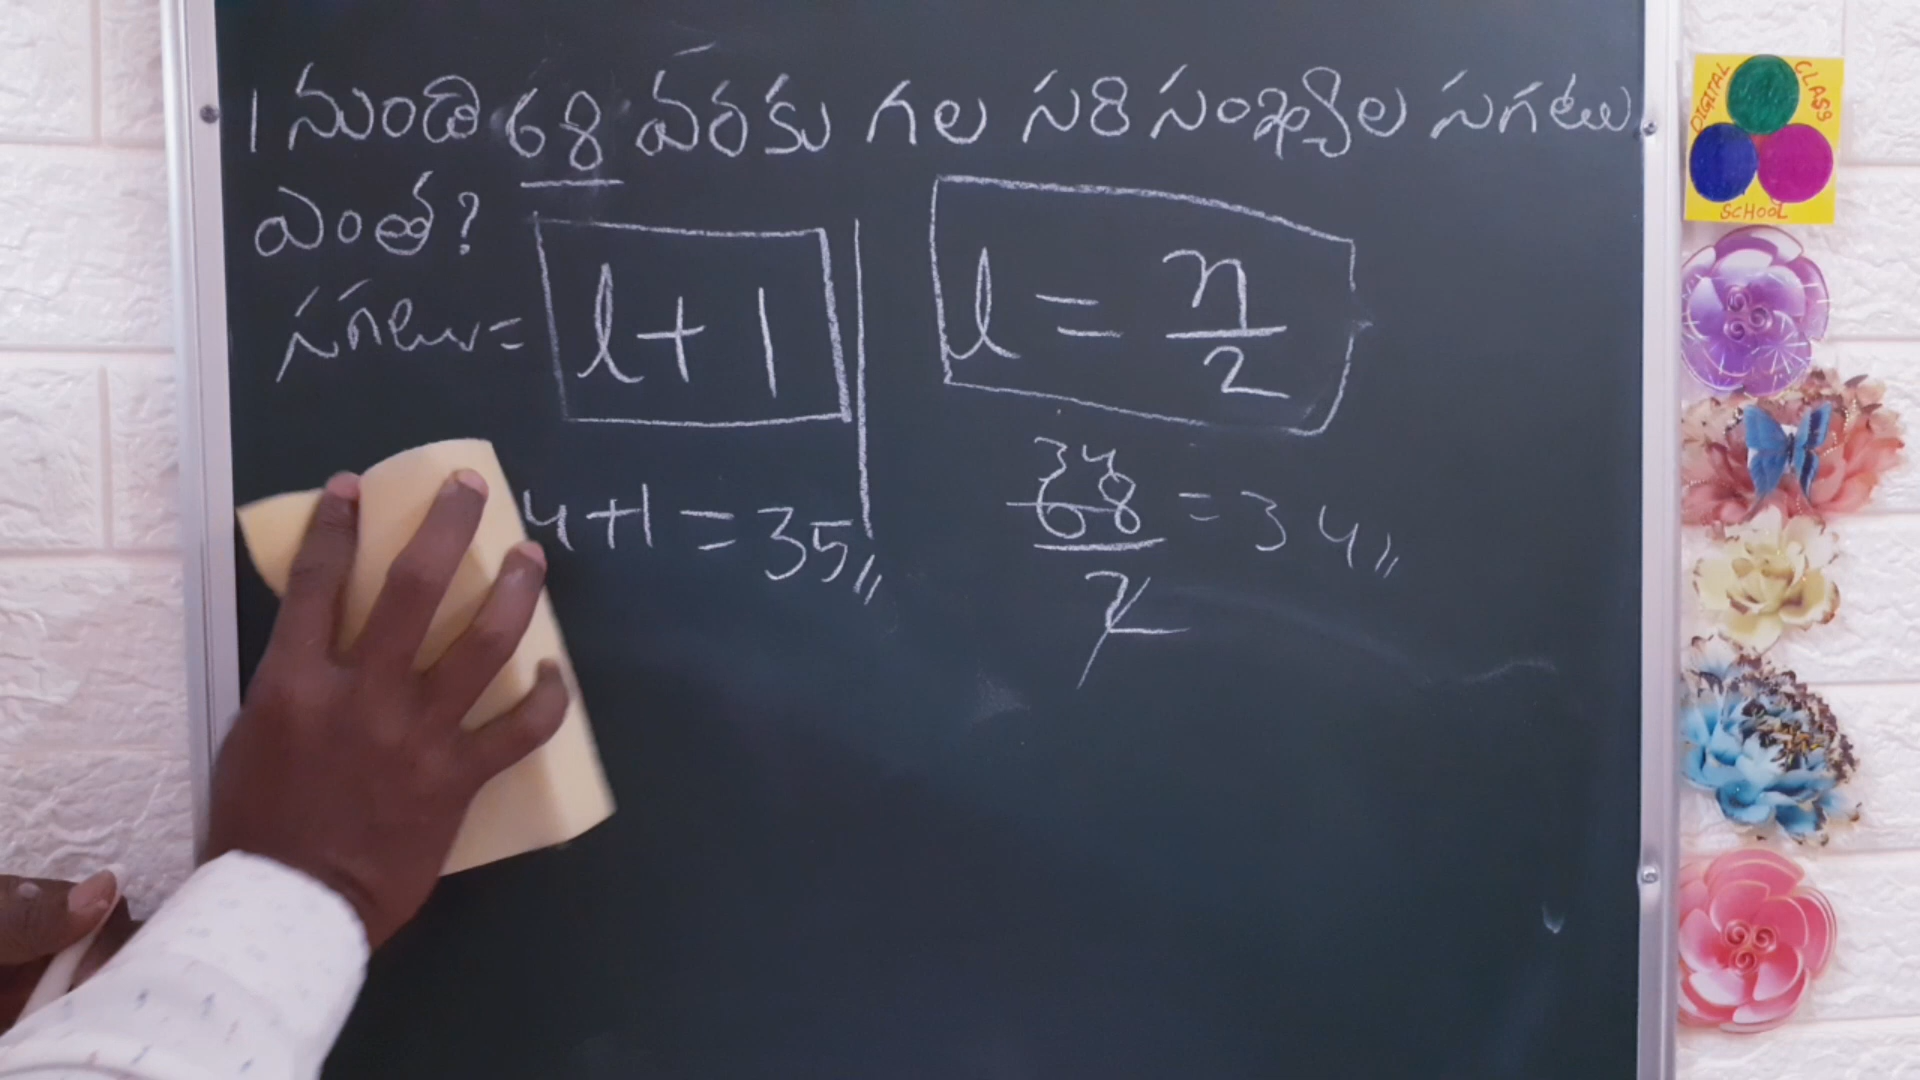 1 నుండి 68 వరకు గల సరి సంఖ్యల సగటు
ఎంత?
సగటు = l + 1
l = n/2
4 + 1 = 35
34
68/2 = 34
DIGITAL CLASS
SCHOOL